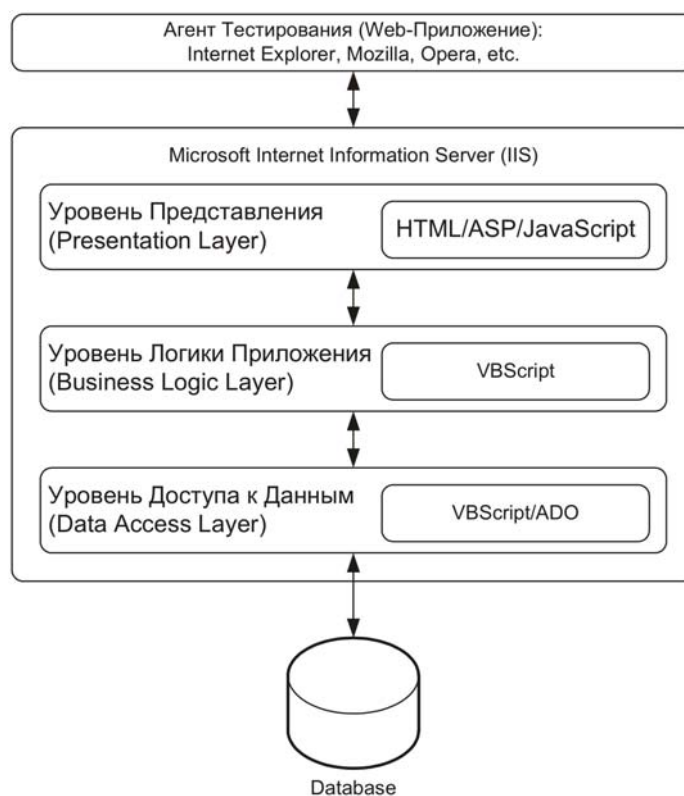 Агент Тестирования (Web-Приложение):
Internet Explorer, Mozilla, Opera, etc.
Microsoft Internet Information Server (IIS)
Уровень Представления
(Presentation Layer)
HTML/ASP/JavaScript
Уровень Логики Приложения
(Business Logic Layer)
VBScript
Уровень Доступа к Данным
(Data Access Layer)
VBScript/ADO
Database